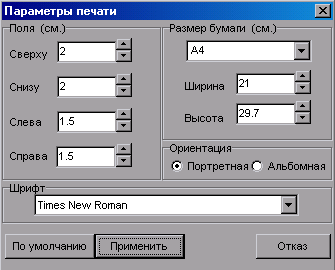 Параметры печати
Поля (см.)
Сверху 2
Снизу 2
Слева 1.5
Справа 1.5
Размер бумаги (см.)
A4
Ширина 21
Высота 29.7
Ориентация
Портретная Альбомная
Шрифт
Times New Roman
По умолчанию Применить Отказ